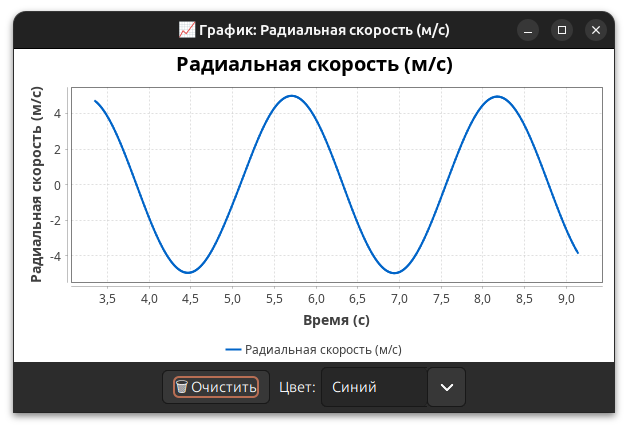 График: Радиальная скорость (м/с)
Радиальная скорость (м/с)
Радиальная скорость (м/с)
4
2
0
-2
-4
3,5 4,0 4,5 5,0 5,5 6,0 6,5 7,0 7,5 8,0 8,5 9,0
Время (с)
Радиальная скорость (м/с)
Очистить Цвет: Синий